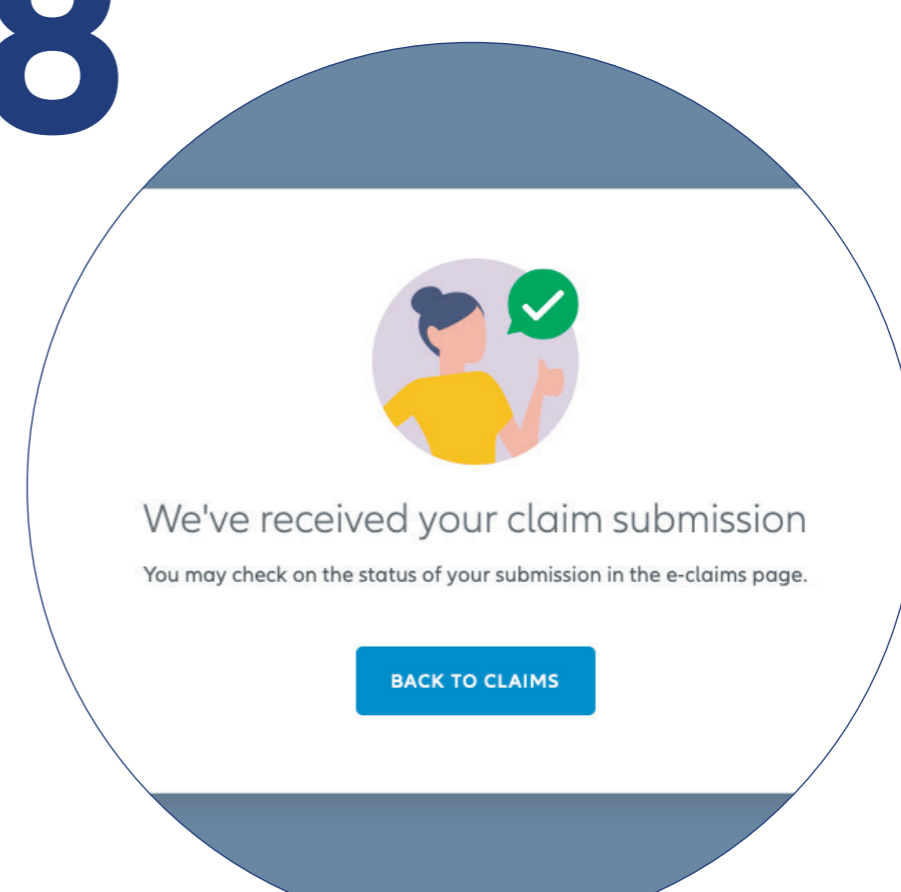 8
We've received your claim submission
You may check on the status of your submission in the e-claims page.
BACK TO CLAIMS